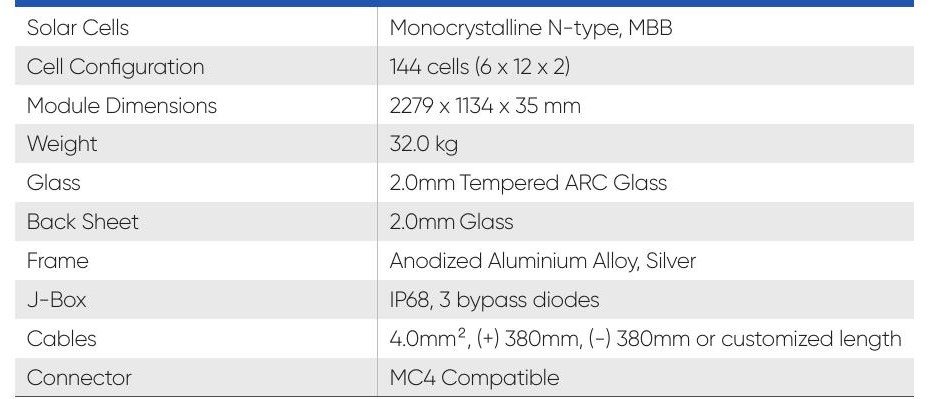 Solar Cells Monocrystalline N-type, MBB
Cell Configuration 144 cells (6 x 12 x 2)
Module Dimensions 2279 x 1134 x 35 mm
Weight 32.0 kg
Glass 2.0mm Tempered ARC Glass
Back Sheet 2.0mm Glass
Frame Anodized Aluminium Alloy, Silver
J-Box IP68, 3 bypass diodes
Cables 4.0mm², (+) 380mm, (-) 380mm or customized length
Connector MC4 Compatible